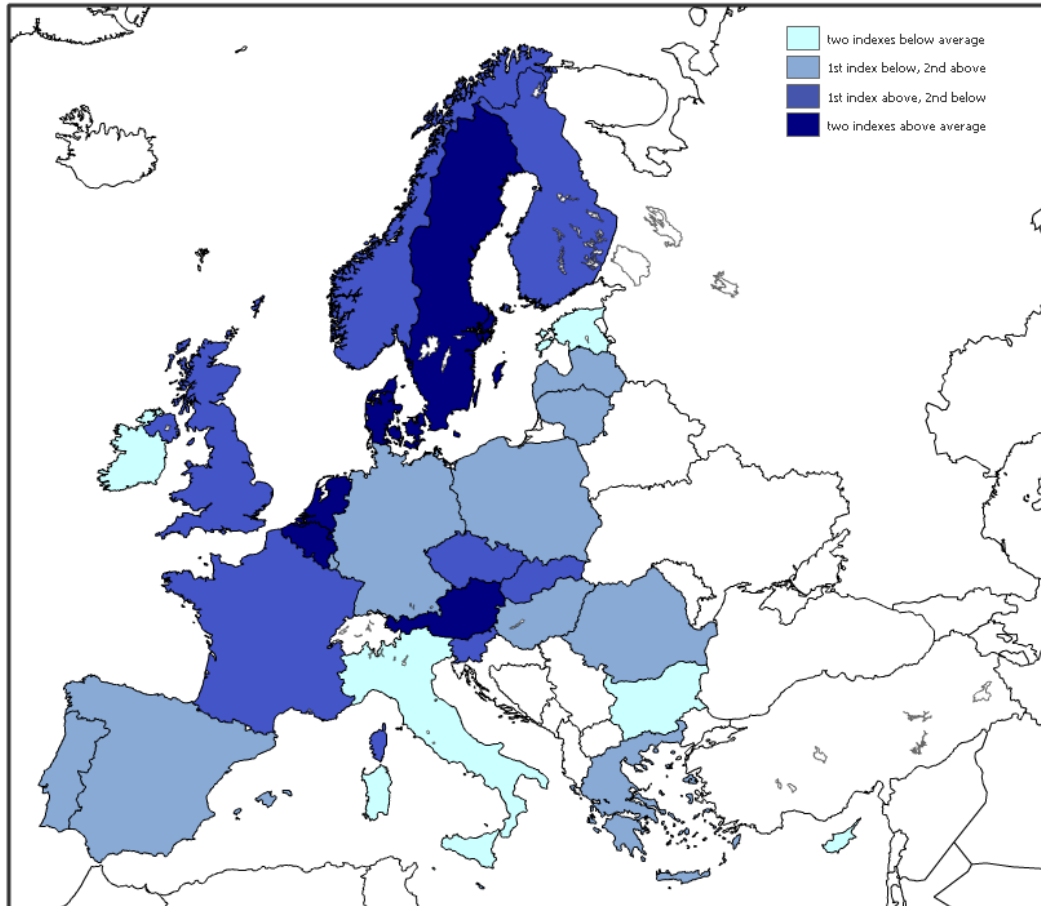 two indexes below average
1st index below, 2nd above
1st index above, 2nd below
two indexes above average